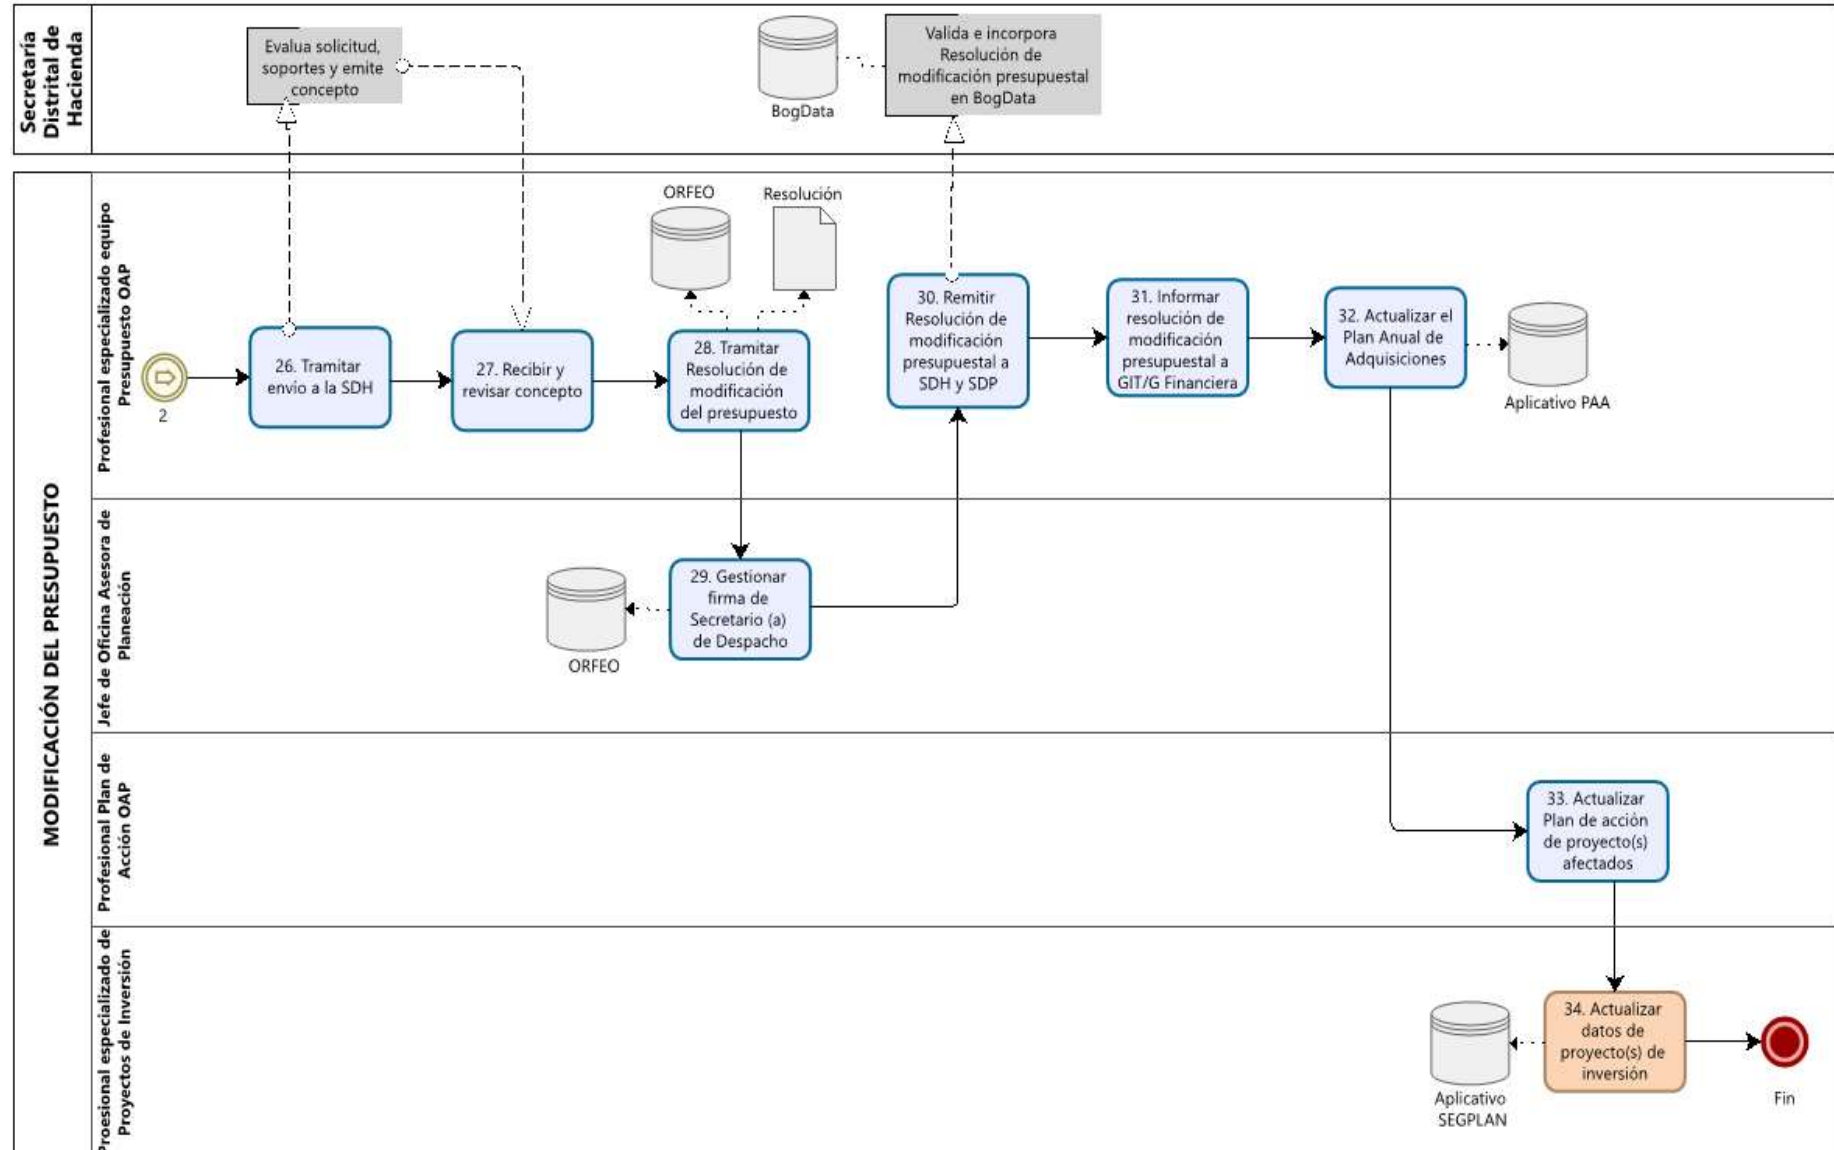 Secretaría
Distrital de
Hacienda
Evalua solicitud,
soportes y emite
concepto
BogData
Valida e incorpora
Resolución de
modificación presupuestal
en BogData
MODIFICACIÓN DEL PRESUPUESTO
Profesional especializado equipo
Presupuesto OAP
2
26. Tramitar
envío a la SDH
27. Recibir y
revisar concepto
ORFEO
Resolución
28. Tramitar
Resolución de
modificación
del presupuesto
30. Remitir
Resolución de
modificación
presupuestal a
SDH y SDP
31. Informar
resolución de
modificación
presupuestal a
GIT/G Financiera
32. Actualizar el
Plan Anual de
Adquisiciones
Aplicativo PAA
Jefe de Oficina Asesora de
Planeación
ORFEO
29. Gestionar
firma de
Secretario (a)
de Despacho
Profesional Plan de
Acción OAP
33. Actualizar
Plan de acción
de proyecto(s)
afectados
Proesional especializado de
Proyectos de Inversión
Aplicativo
SEGPLAN
34. Actualizar
datos de
proyecto(s) de
inversión
Fin